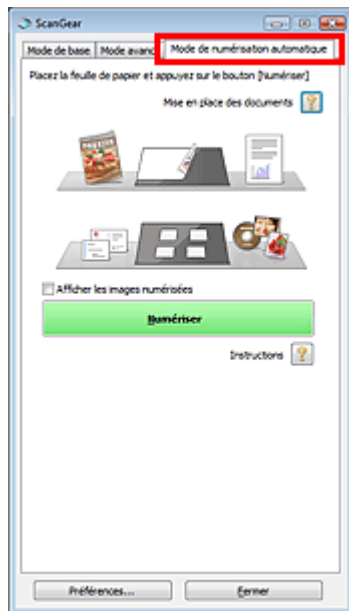 ScanGear
Mode de base Mode avanc Mode de numérisation automatique
Placez la feuille de papier et appuyez sur le bouton [Numériser]
Mise en place des documents
Afficher les images numérisées
Numériser
Instructions
Préférences... Fermer